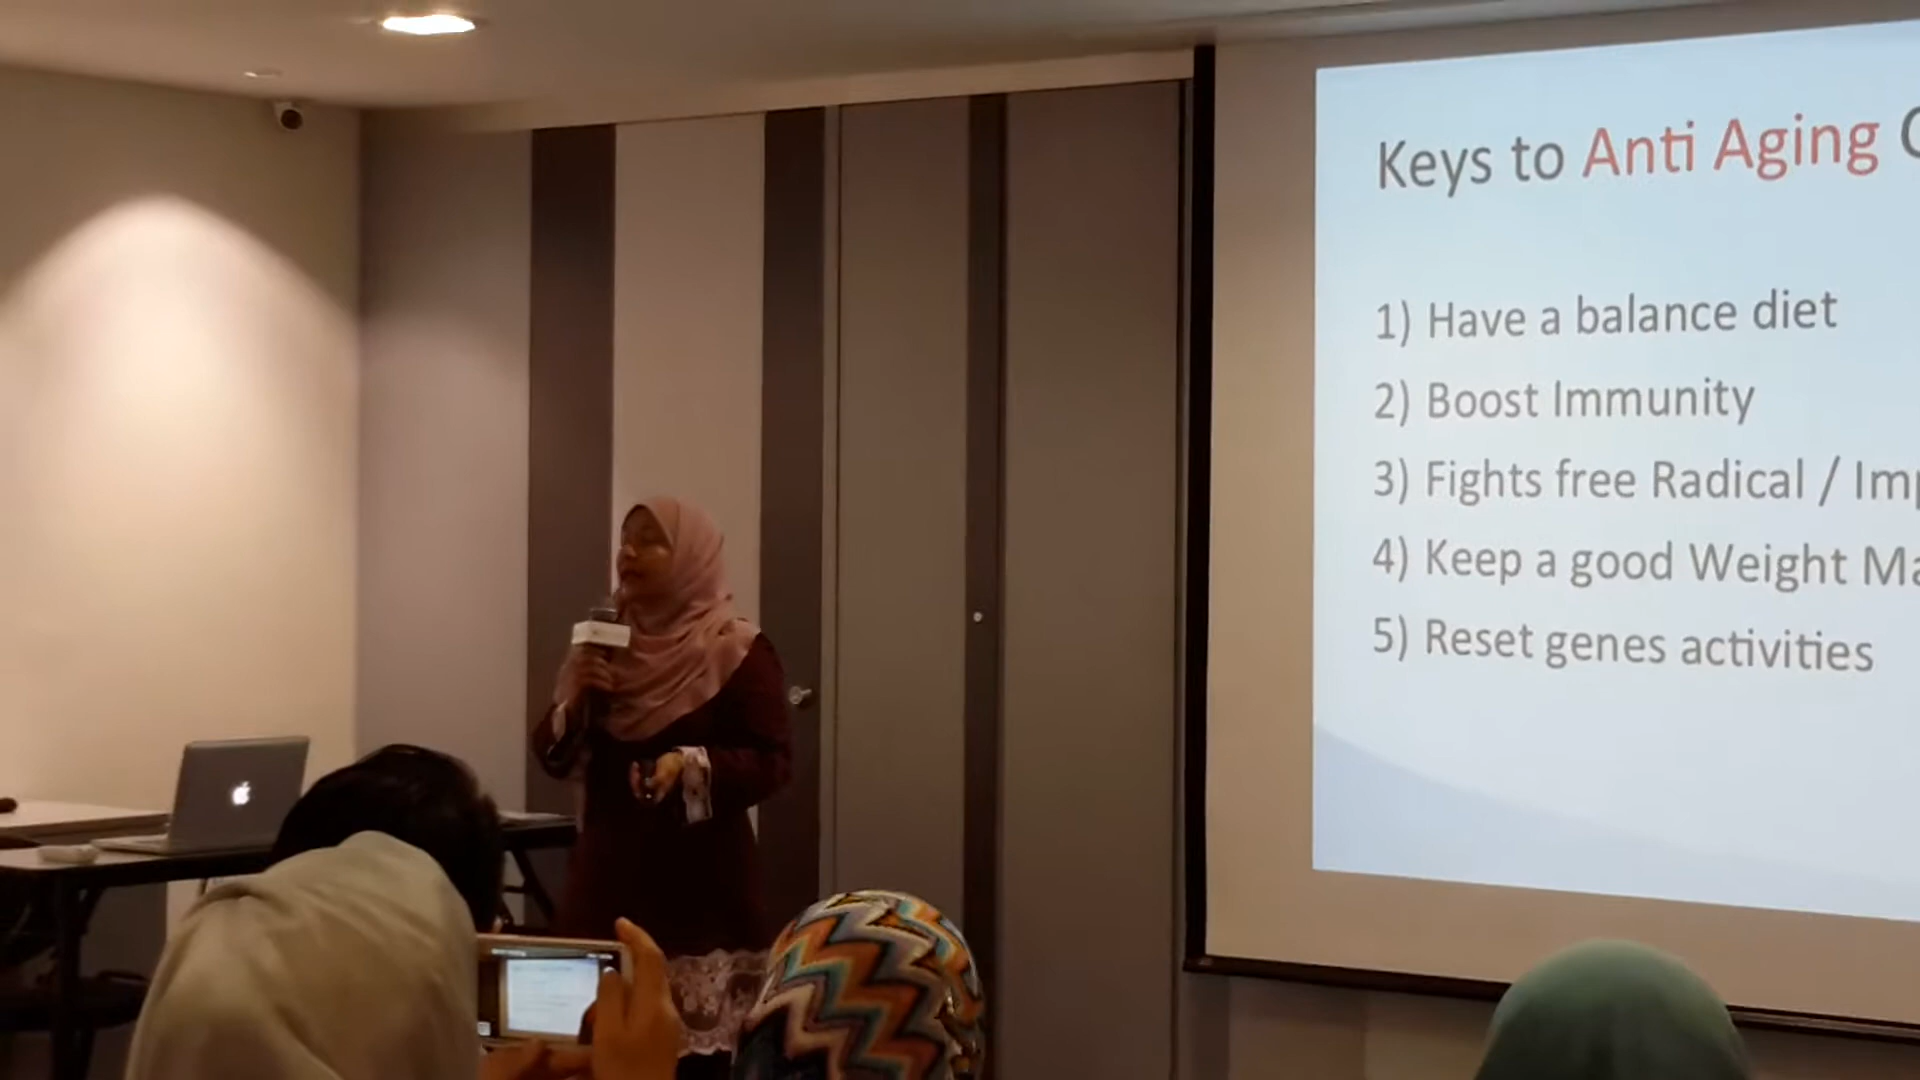 Keys to Anti Aging
1) Have a balance diet
2) Boost Immunity
3) Fights free Radical /
4) Keep a good Weight
5) Reset genes activities